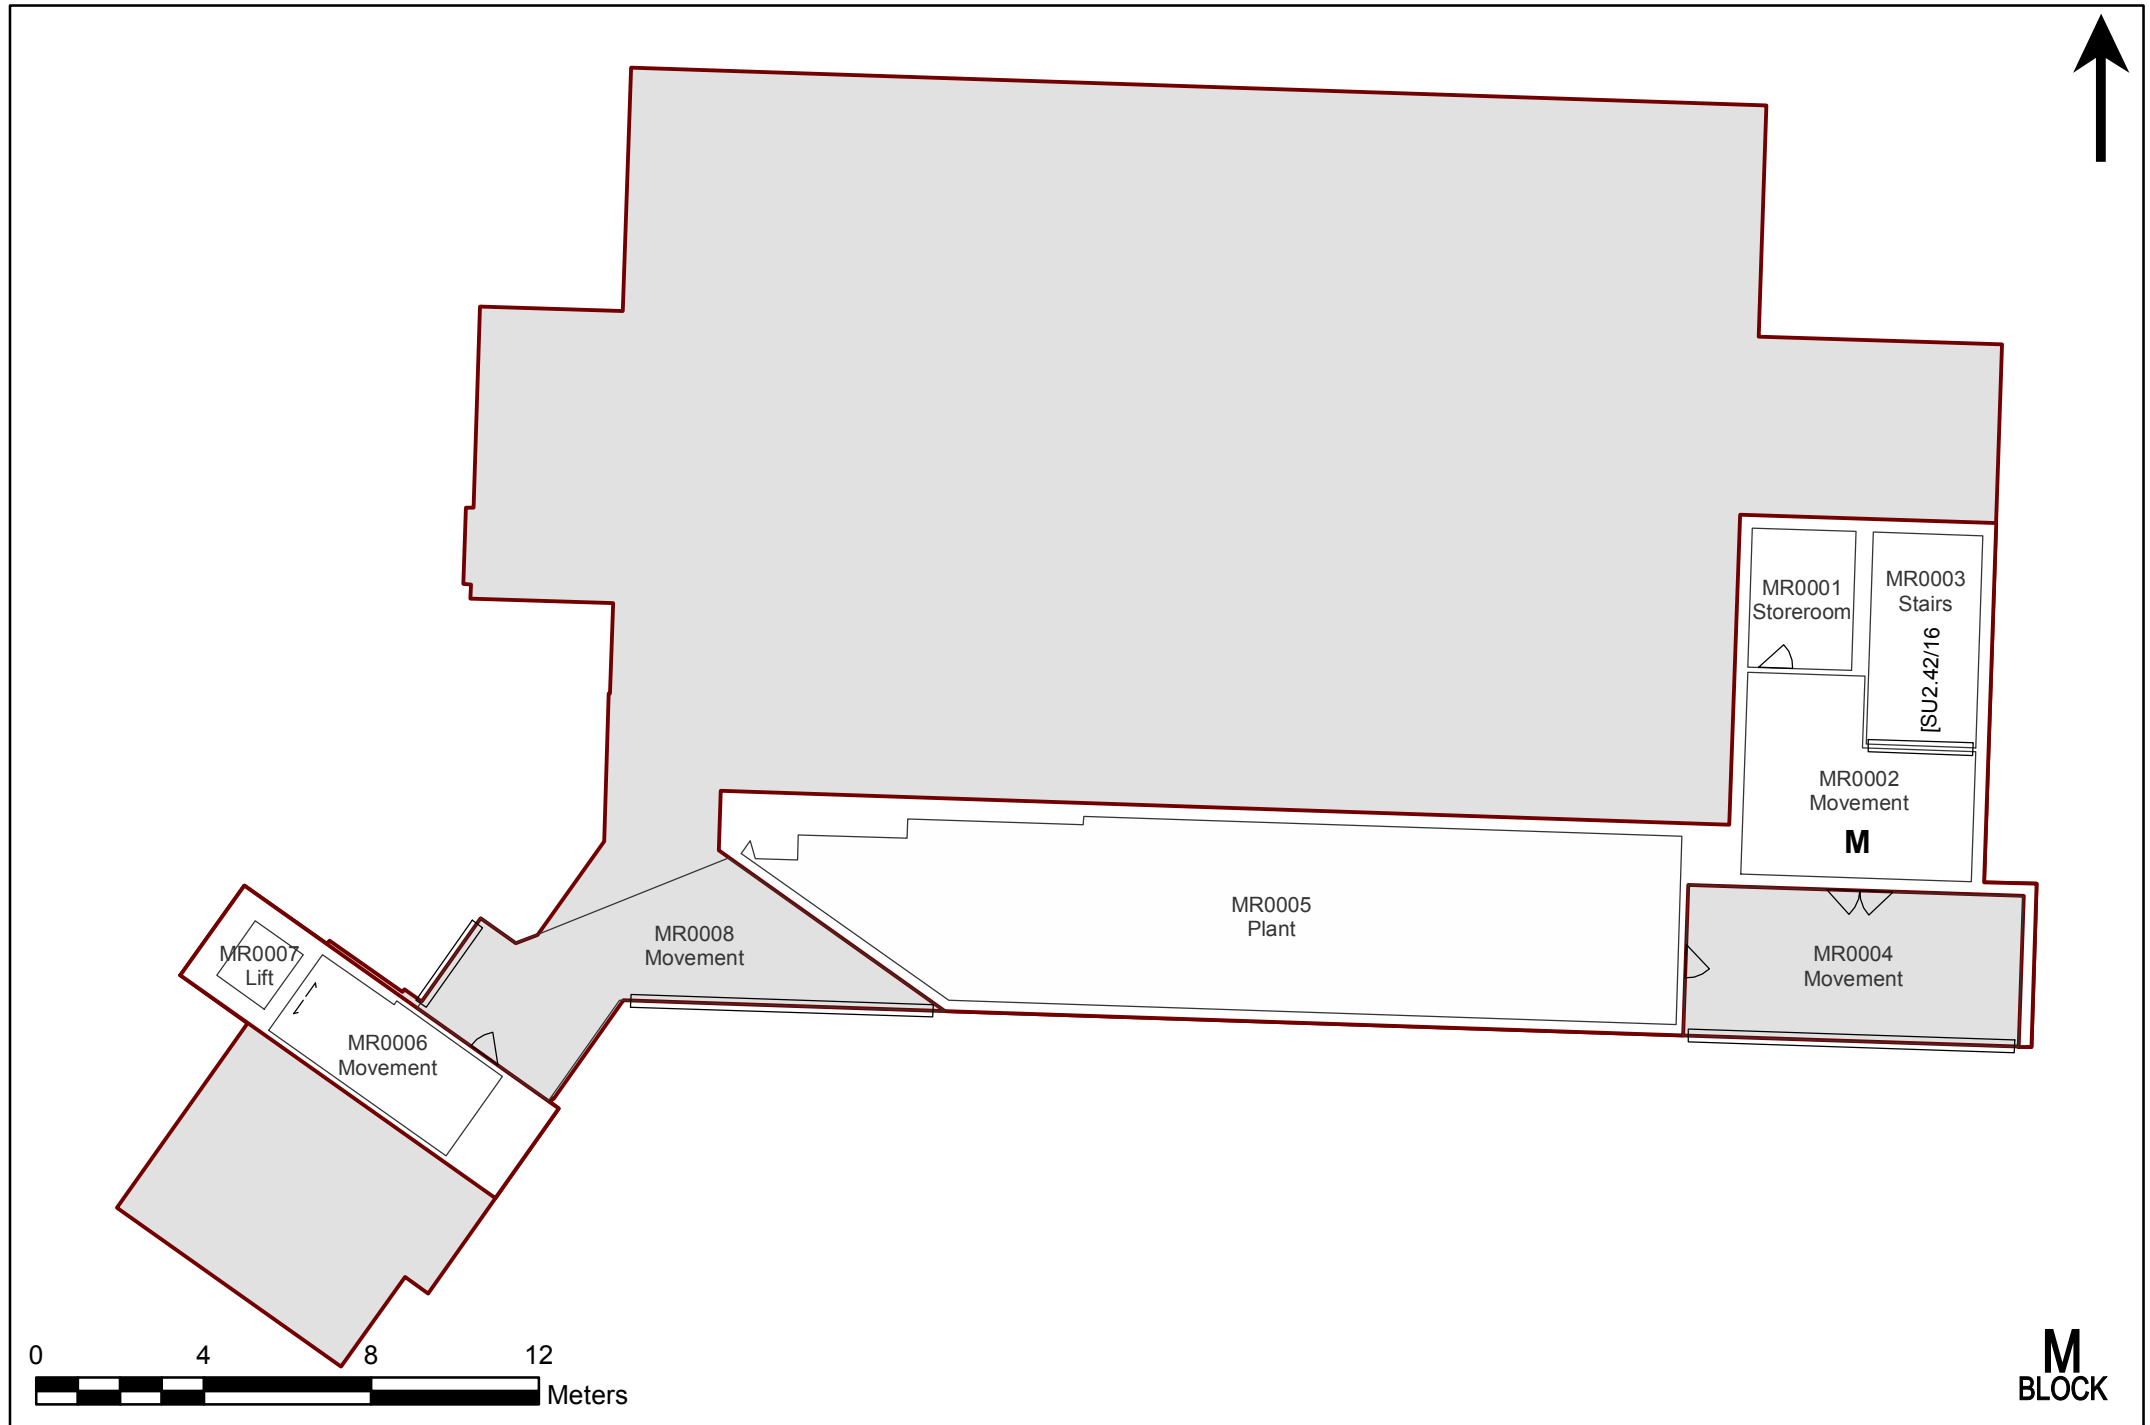 MR0001
Storeroom
MR0003
Stairs
[SU2.42/16
MR0002
Movement
M
MR0005
Plant
MR0008
Movement
MR0004
Movement
MR0007
Lift
MR0006
Movement
0 4 8 12
Meters
M
BLOCK